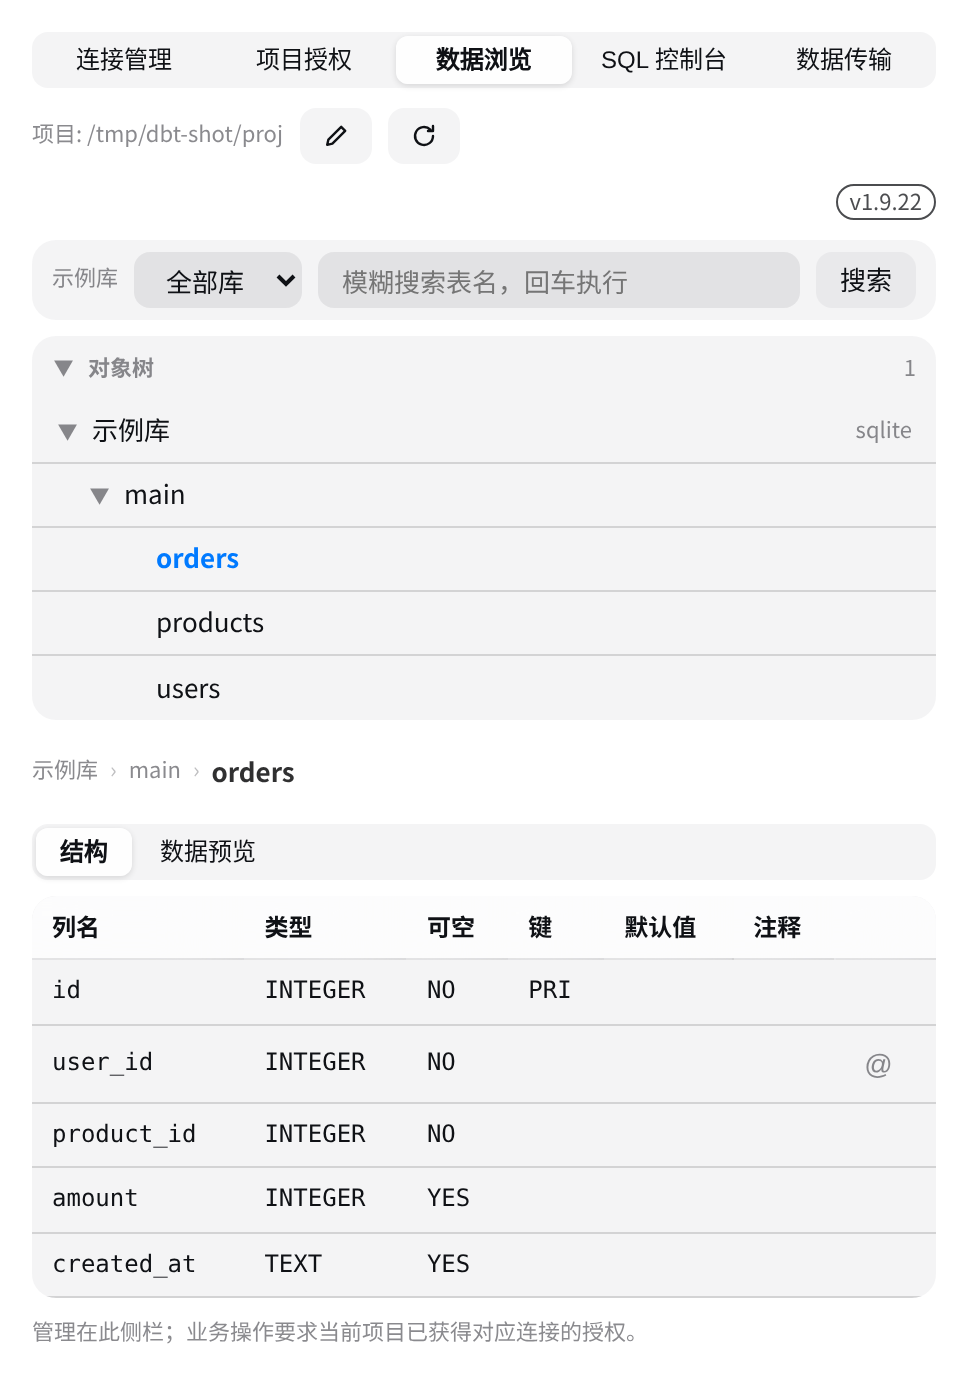 连接管理 项目授权 数据浏览 SQL 控制台 数据传输
项目: /tmp/dbt-shot/proj
v1.9.22
示例库 全部库 模糊搜索表名，回车执行 搜索
▼ 对象树 1
▼ 示例库 sqlite
▼ main
orders
products
users
示例库 › main › orders
结构 数据预览
列名 类型 可空 键 默认值 注释
id INTEGER NO PRI
user_id INTEGER NO @
product_id INTEGER NO
amount INTEGER YES
created_at TEXT YES
管理在此侧栏；业务操作要求当前项目已获得对应连接的授权。